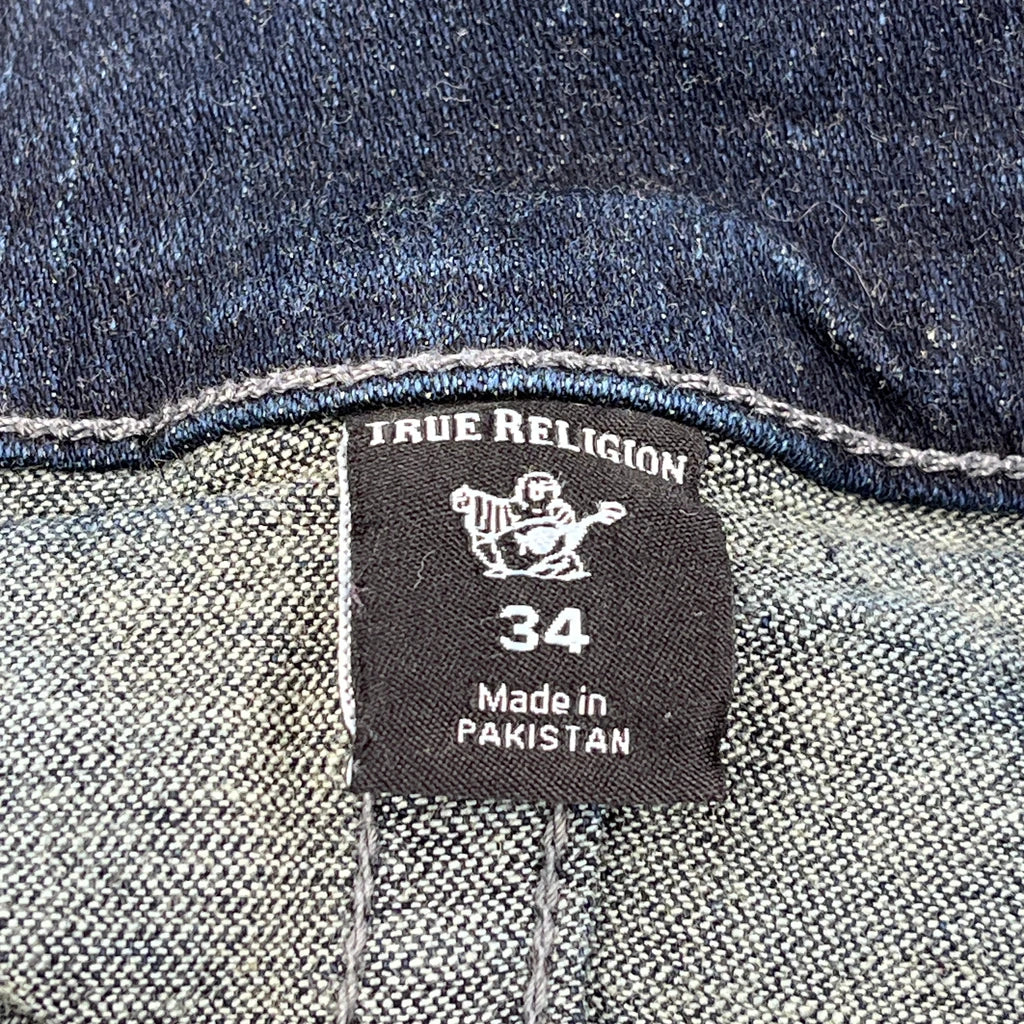 TRUE RELIGION
34
Made in
PAKISTAN